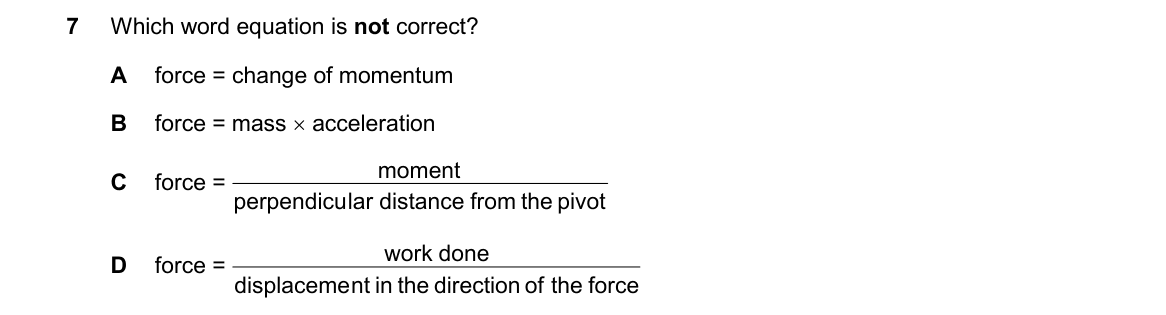 7 Which word equation is not correct?
A force = change of momentum
B force = mass × acceleration
moment
C force =
perpendicular distance from the pivot
work done
D force =
displacement in the direction of the force